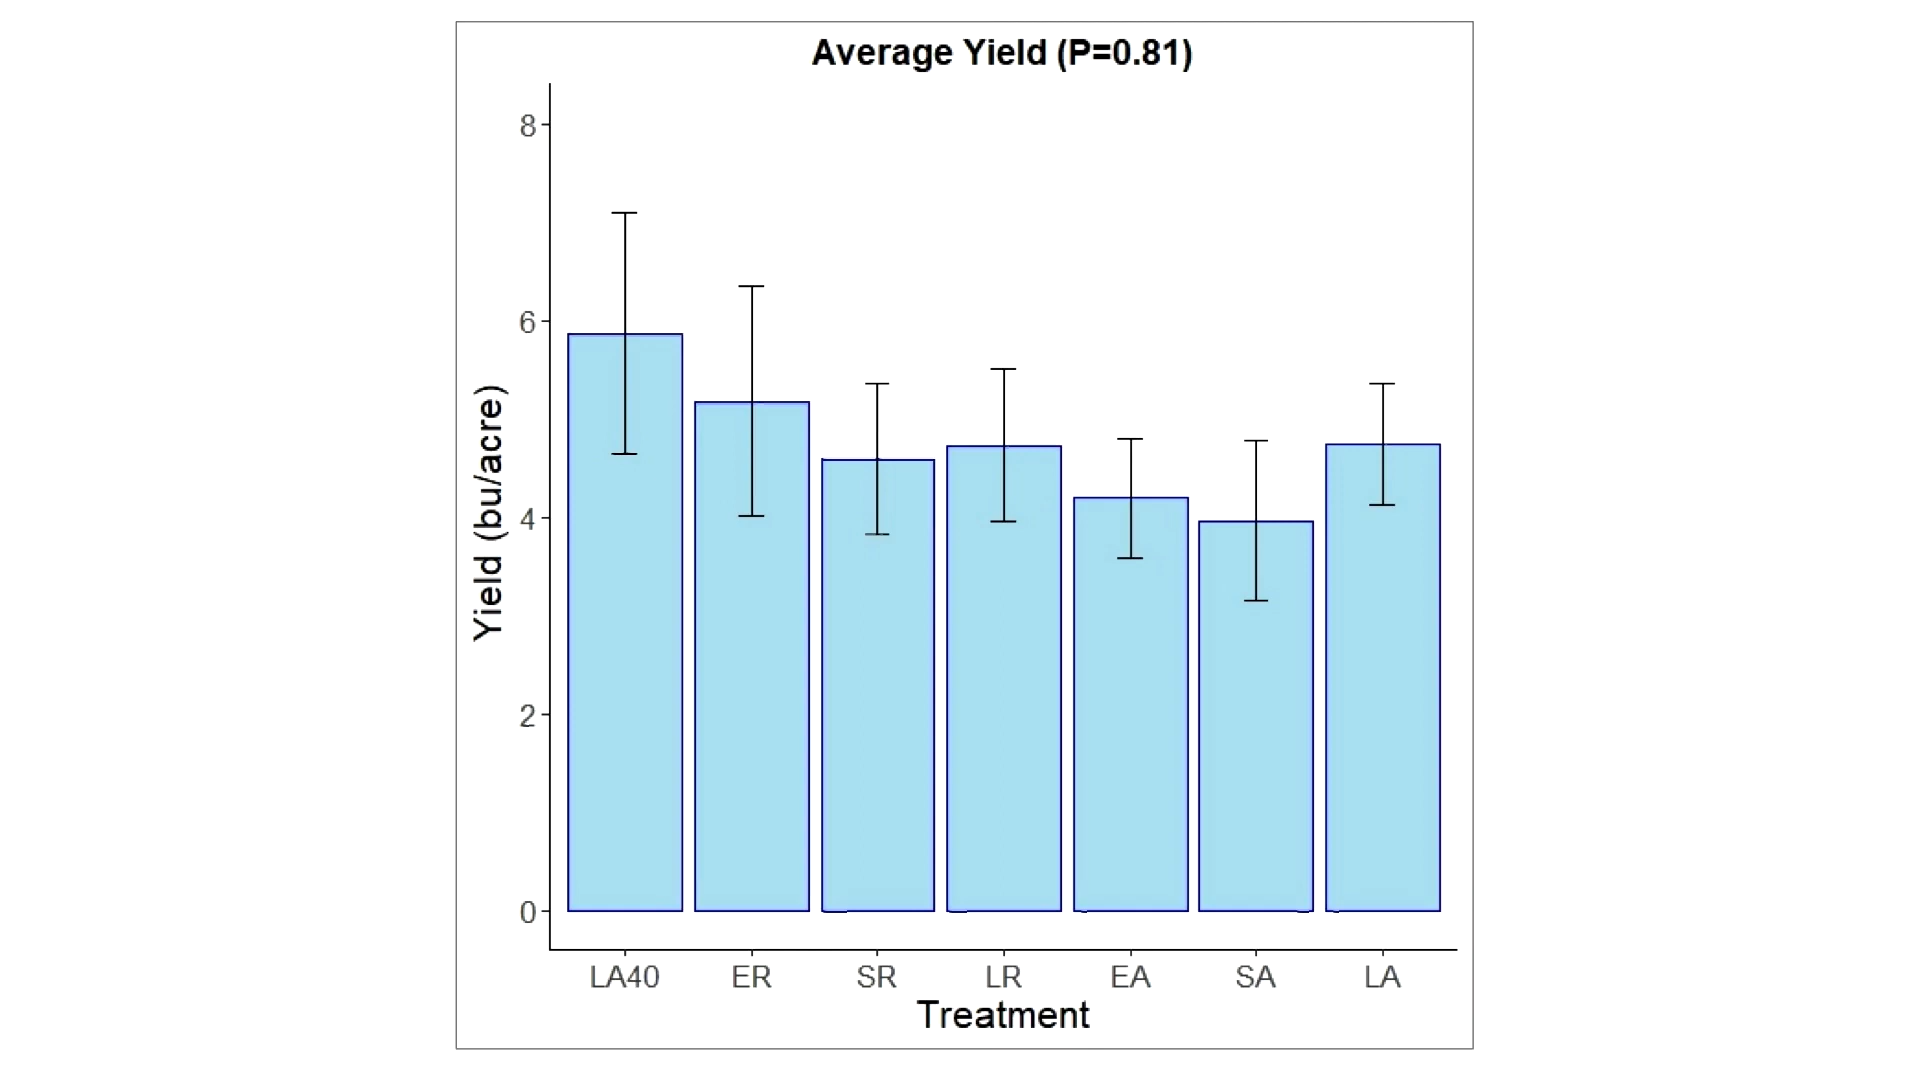 Average Yield (P=0.81)
8
6
4
2
0
Yield (bu/acre)
LA40 ER SR LR EA SA LA
Treatment